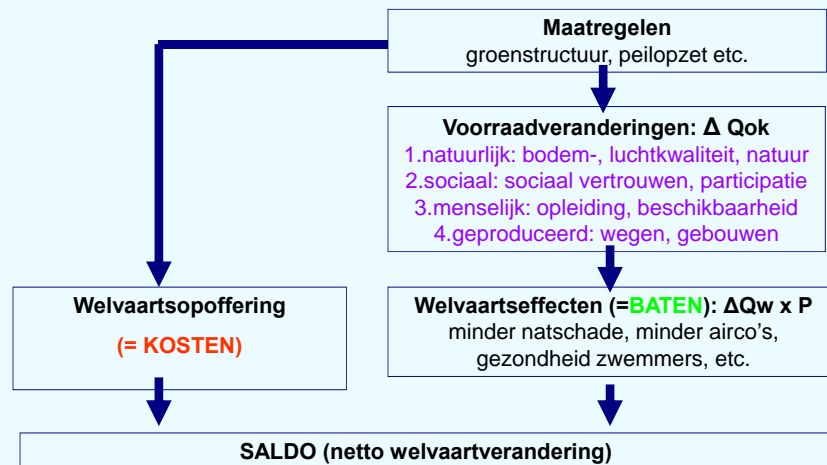 Maatregelen
groenstructuur, peilopzet etc.
Voorraadveranderingen: Δ Qok
1.natuurlijk: bodem-, luchtkwaliteit, natuur
2.sociaal: sociaal vertrouwen, participatie
3.menselijk: opleiding, beschikbaarheid
4.geproduceerd: wegen, gebouwen
Welvaartsopoffering
(= KOSTEN)
Welvaartseffecten (=BATEN): ΔQw x P
minder natschade, minder airco's,
gezondheid zwemmers, etc.
SALDO (netto welvaartverandering)